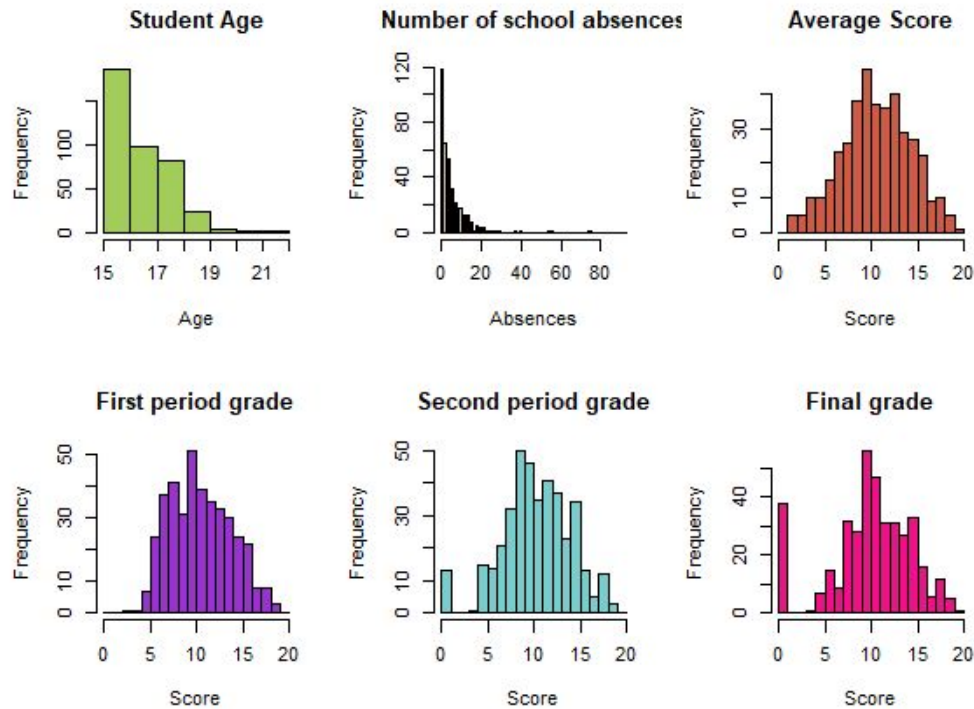 Student Age
Frequency
0
50
100
15
17
19
21
Age
Number of school absences
Frequency
0
40
80
120
0
20
40
60
80
Absences
Average Score
Frequency
0
10
30
0
5
10
15
20
Score
First period grade
Frequency
0
10
30
50
0
5
10
15
20
Score
Second period grade
Frequency
0
10
30
50
0
5
10
15
20
Score
Final grade
Frequency
0
20
40
0
5
10
15
20
Score